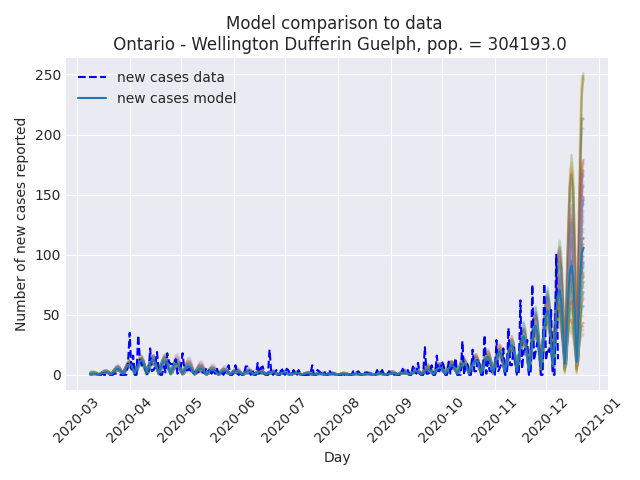 Model comparison to data
Ontario - Wellington Dufferin Guelph, pop. = 304193.0
new cases data
new cases model
Number of new cases reported
250
200
150
100
50
0
2020-03
2020-04
2020-05
2020-06
2020-07
2020-08
2020-09
2020-10
2020-11
2020-12
2021-01
Day